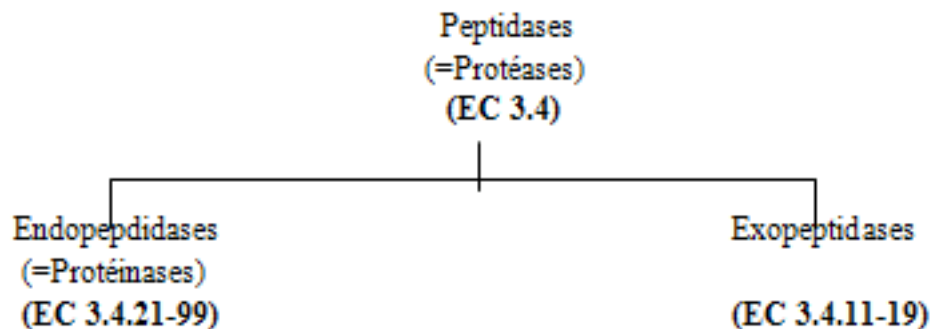 Peptidases
(=Protéases)
(EC 3.4)
Endopepdidases
(=Protéinases)
(EC 3.4.21-99)
Exopeptidases
(EC 3.4.11-19)